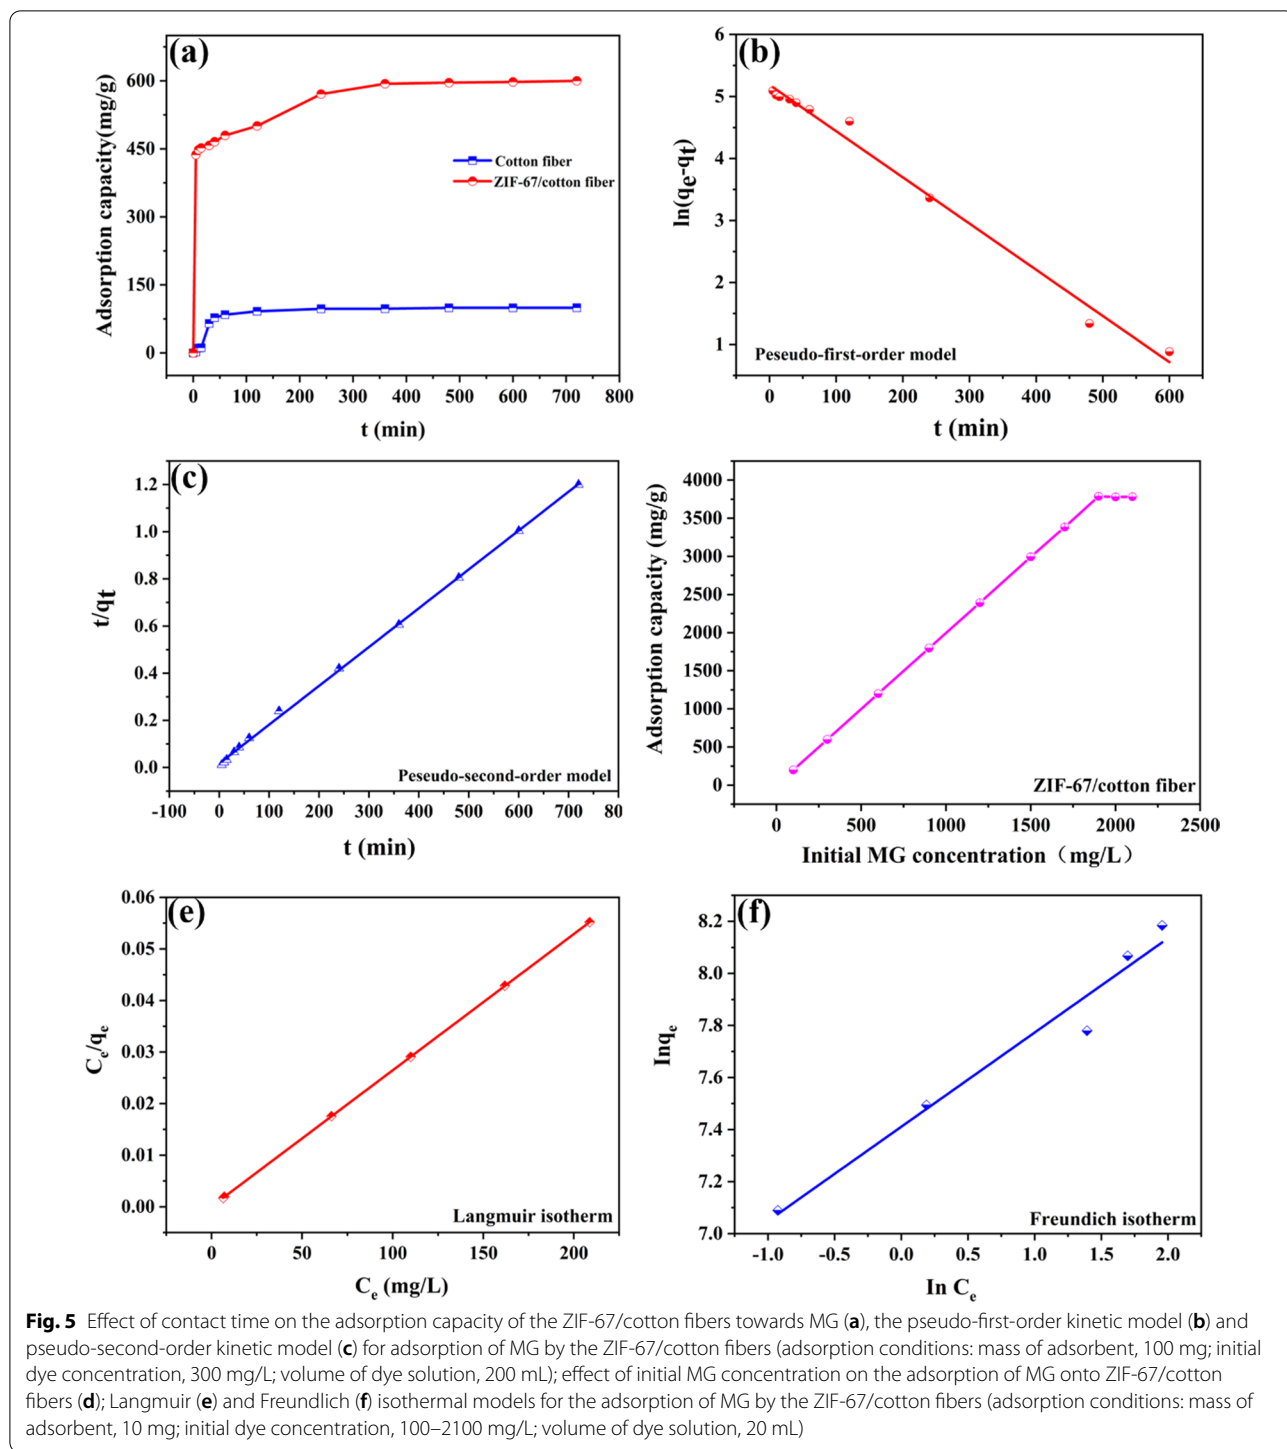 (a)
Adsorption capacity(mg/g)
600
450
300
150
0
Cotton fiber
ZIF-67/cotton fiber
0 100 200 300 400 500 600 700 800
t (min)
(b)
ln(qe-qt)
6
5
4
3
2
1
Peseudo-first-order model
0 100 200 300 400 500 600
t (min)
(c)
t/qt
1.2
1.0
0.8
0.6
0.4
0.2
0.0
Peseudo-second-order model
-100 0 100 200 300 400 500 600 700 800
t (min)
Adsorption capacity (mg/g)
4000
3500
3000
2500
2000
1500
1000
500
0
ZIF-67/cotton fiber
0 500 1000 1500 2000 2500
Initial MG concentration（mg/L）
(e)
Ce/qe
0.06
0.05
0.04
0.03
0.02
0.01
0.00
Langmuir isotherm
0 50 100 150 200
Ce (mg/L)
(f)
Inqe
8.2
8.0
7.8
7.6
7.4
7.2
7.0
Freundich isotherm
-1.0 -0.5 0.0 0.5 1.0 1.5 2.0
In Ce
Fig. 5 Effect of contact time on the adsorption capacity of the ZIF-67/cotton fibers towards MG (a), the pseudo-first-order kinetic model (b) and
pseudo-second-order kinetic model (c) for adsorption of MG by the ZIF-67/cotton fibers (adsorption conditions: mass of adsorbent, 100 mg; initial
dye concentration, 300 mg/L; volume of dye solution, 200 mL); effect of initial MG concentration on the adsorption of MG onto ZIF-67/cotton
fibers (d); Langmuir (e) and Freundlich (f) isothermal models for the adsorption of MG by the ZIF-67/cotton fibers (adsorption conditions: mass of
adsorbent, 10 mg; initial dye concentration, 100–2100 mg/L; volume of dye solution, 20 mL)